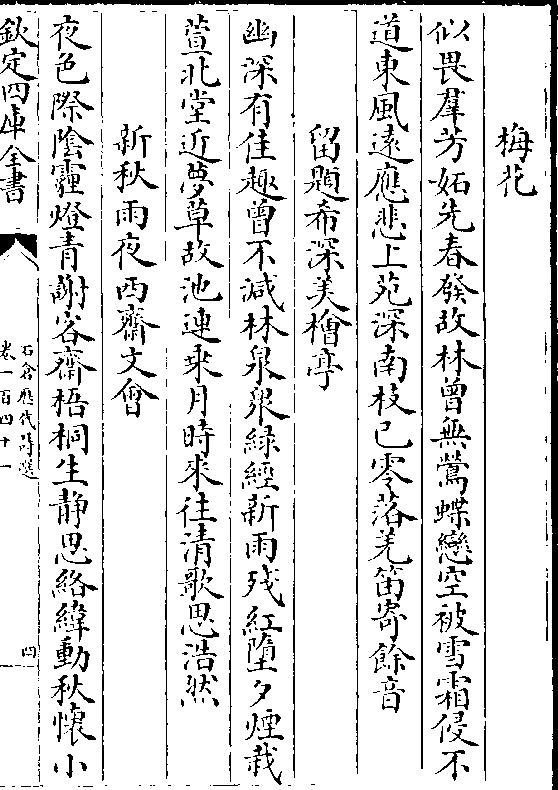 梅花
似畏羣芳妬先春發故林曾無鶯蝶戀空被雪霜侵不
道東風逺應悲上苑深南枝已零落羌笛寄餘音
留題希深美檜亭
幽深有佳趣曾不減林泉衆緑經新雨殘紅墮夕煙栽
萱北堂近夢草故池連乗月時來往清歌思浩然
新秋雨夜西齋文會
夜色際隂霾燈青謝客齋梧桐生静思絡緯動秋懷小
欽定四庫全書
石倉歷代詩選
卷一百四十一
四